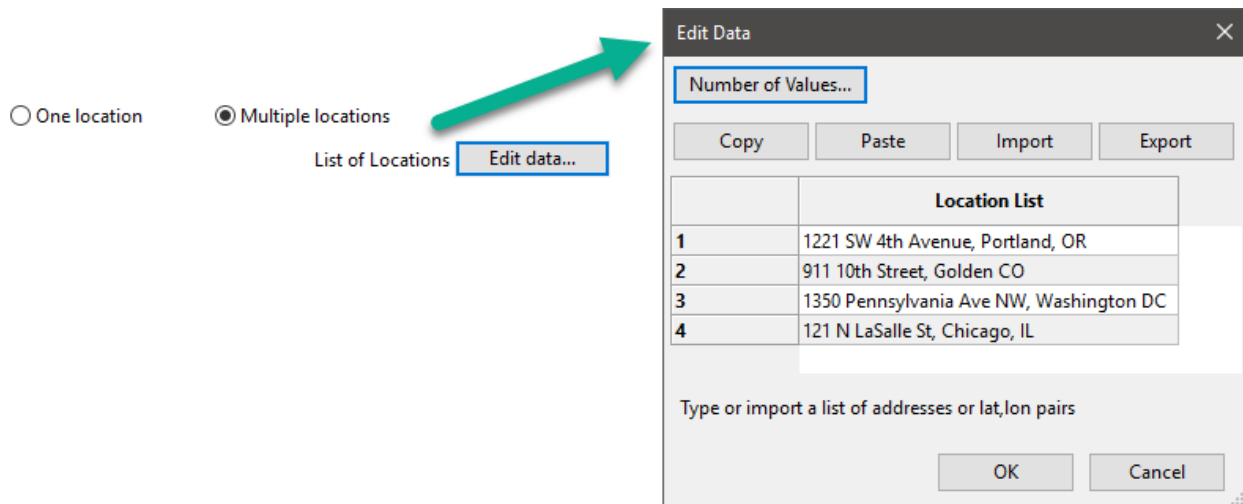 One location
Multiple locations
List of Locations
Edit data...
Edit Data
Number of Values...
Copy
Paste
Import
Export
Location List
1 1221 SW 4th Avenue, Portland, OR
2 911 10th Street, Golden CO
3 1350 Pennsylvania Ave NW, Washington DC
4 121 N LaSalle St, Chicago, IL
Type or import a list of addresses or lat,lon pairs
OK
Cancel